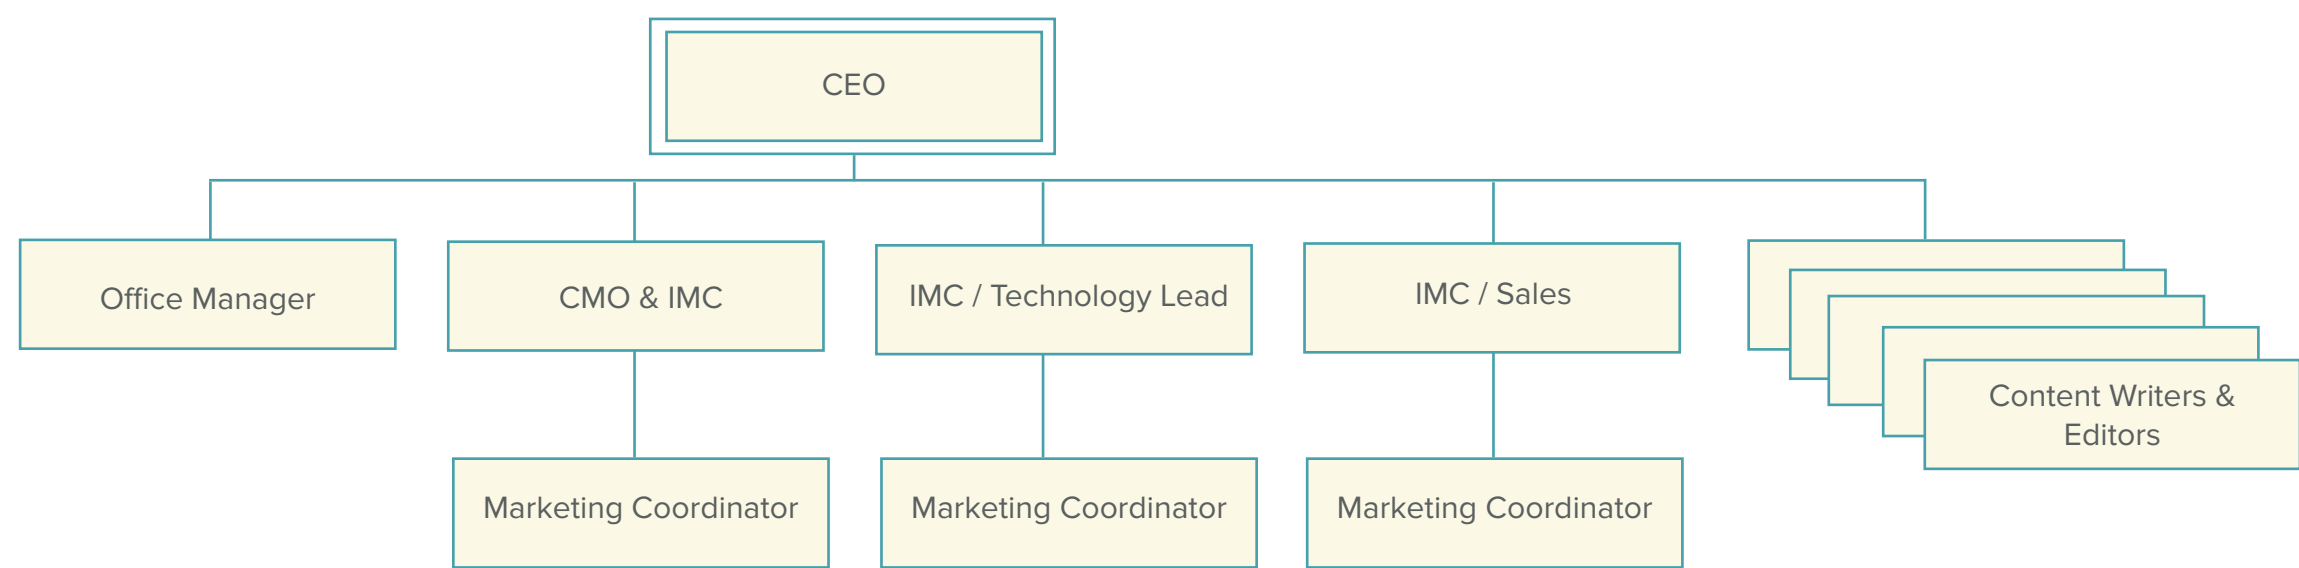 CEO
Office Manager
CMO & IMC
IMC / Technology Lead
IMC / Sales
Content Writers &
Editors
Marketing Coordinator
Marketing Coordinator
Marketing Coordinator